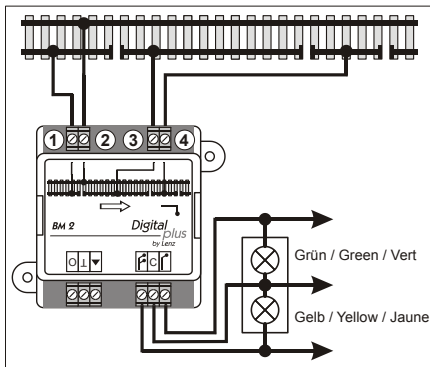 1 2 3 4
BM 2
Digital
plus
by Lenz
O ⊥ ▼ C
Grün / Green / Vert
Gelb / Yellow / Jaune